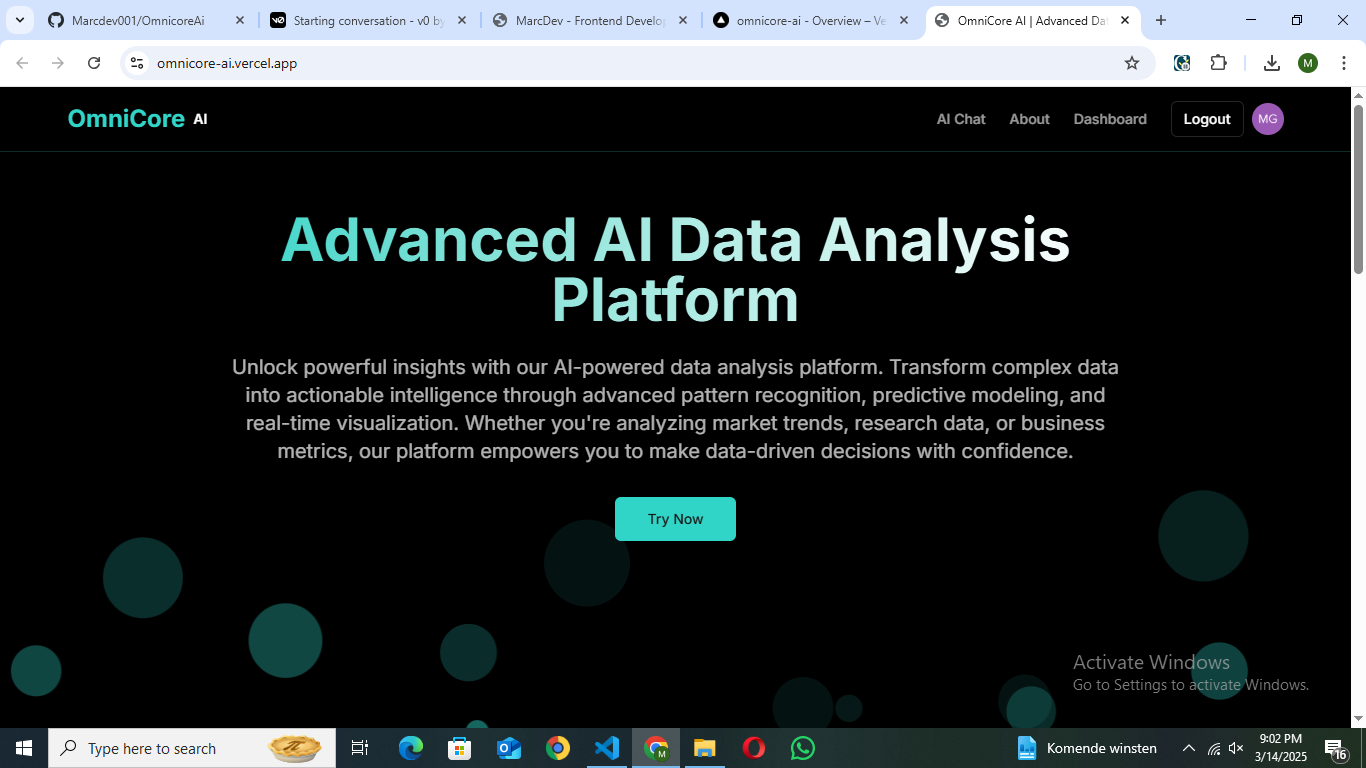 Marcdev001/OmnicoreAi
Starting conversation - v0 by
MarcDev - Frontend Develop
omnicore-ai - Overview – Ve
OmniCore AI | Advanced Dat
omnicore-ai.vercel.app
M
OmniCore AI
AI Chat
About
Dashboard
Logout
MG
Advanced AI Data Analysis
Platform
Unlock powerful insights with our AI-powered data analysis platform. Transform complex data
into actionable intelligence through advanced pattern recognition, predictive modeling, and
real-time visualization. Whether you're analyzing market trends, research data, or business
metrics, our platform empowers you to make data-driven decisions with confidence.
Try Now
Activate Windows
Go to Settings to activate Windows.
Type here to search
M
Komende winsten
9:02 PM
3/14/2025
16